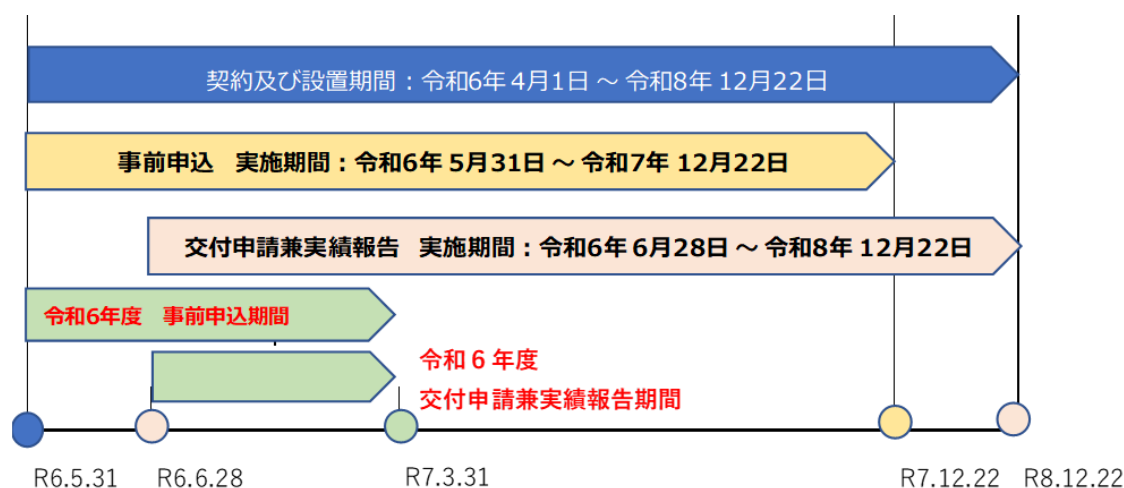 契約及び設置期間：令和6年4月1日 ～ 令和8年 12月22日
事前申込　実施期間：令和6年 5月31日 ～ 令和7年 12月22日
交付申請兼実績報告　実施期間：令和6年 6月28日 ～ 令和8年 12月22日
令和6年度　事前申込期間
令和６年度
交付申請兼実績報告期間
R6.5.31 R6.6.28 R7.3.31 R7.12.22 R8.12.22